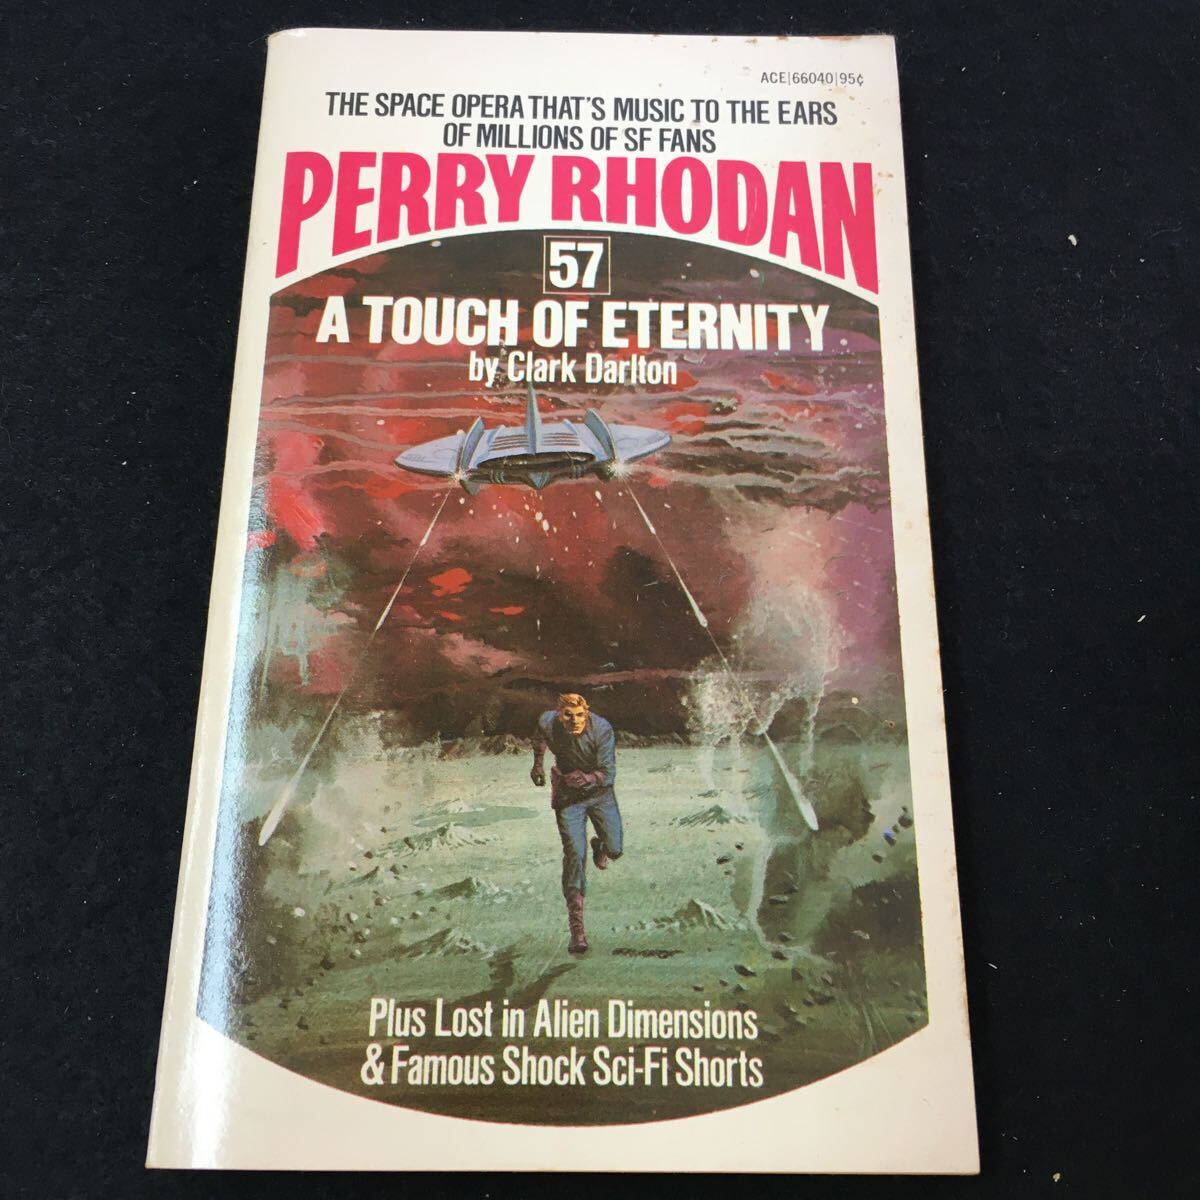 ACE|66040|95¢
THE SPACE OPERA THAT'S MUSIC TO THE EARS
OF MILLIONS OF SF FANS
PERRY RHODAN
57
A TOUCH OF ETERNITY
by Clark Darlton
Plus Lost in Alien Dimensions
& Famous Shock Sci-Fi Shorts